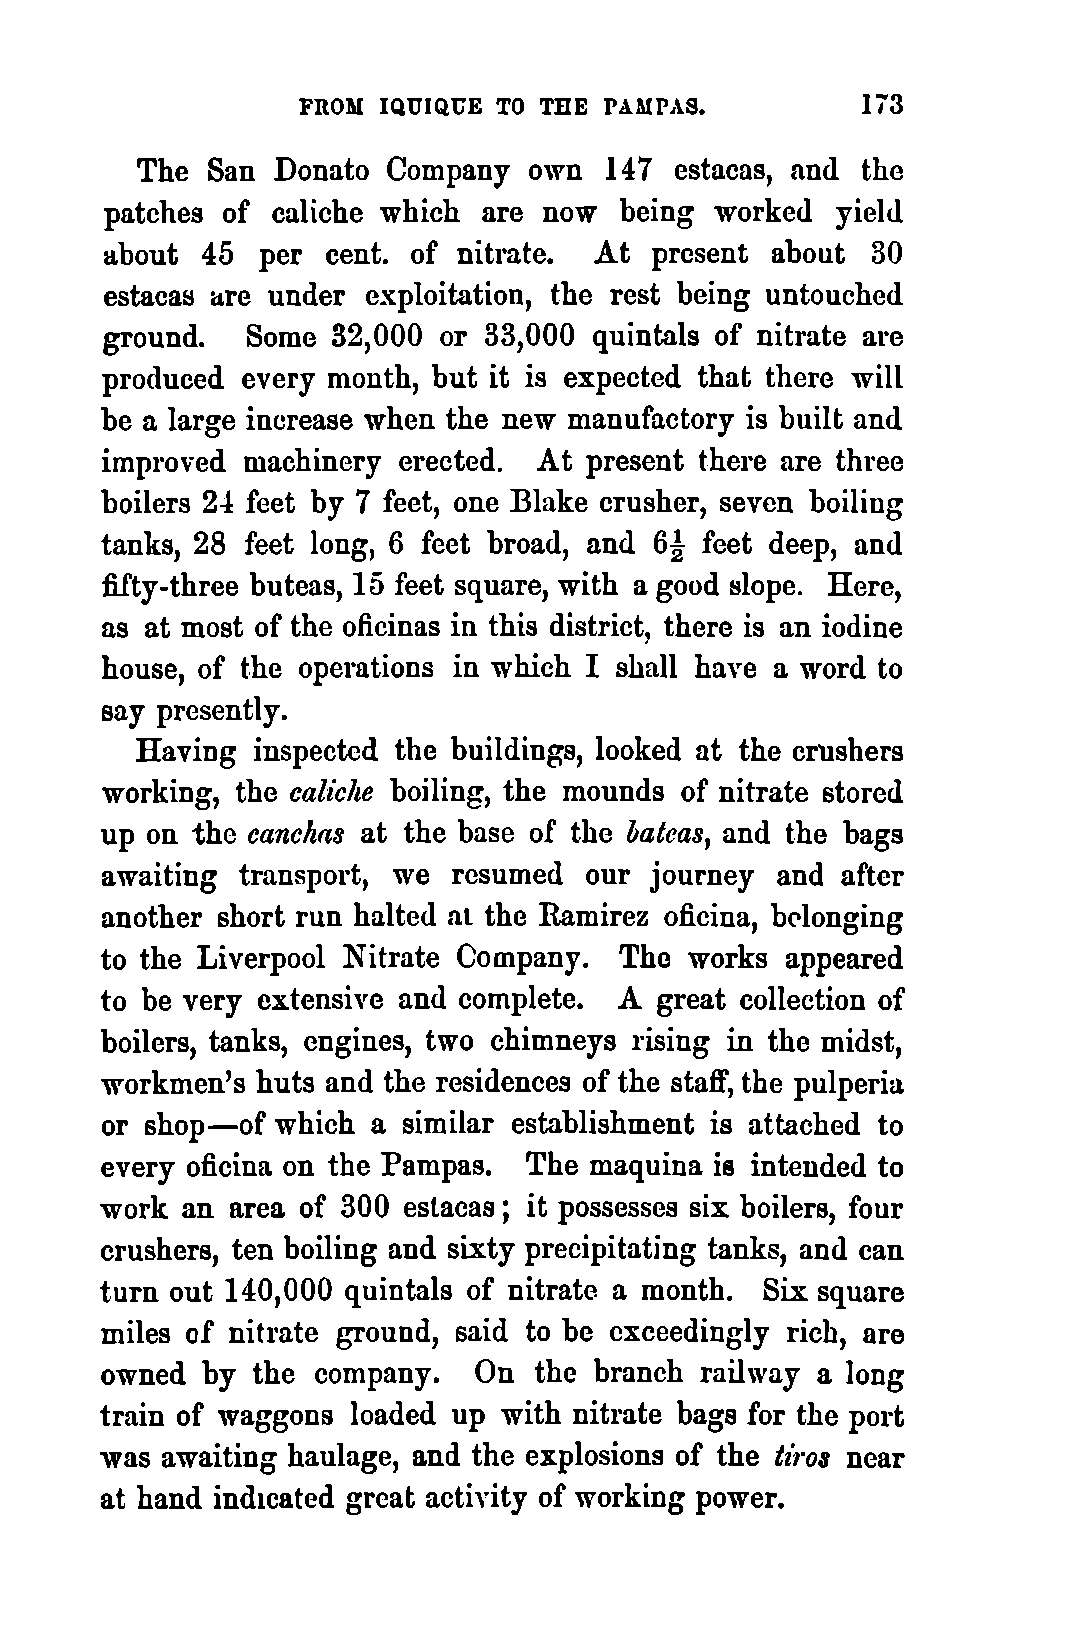 FROM IQUIQUE TO THE PAMPAS. 173
The San Donato Company own 147 estacas, and the
patches of caliche which are now being worked yield
about 45 per cent. of nitrate. At present about 30
estacas are under exploitation, the rest being untouched
ground. Some 32,000 or 33,000 quintals of nitrate are
produced every month, but it is expected that there will
be a large increase when the new manufactory is built and
improved machinery erected. At present there are three
boilers 24 feet by 7 feet, one Blake crusher, seven boiling
tanks, 28 feet long, 6 feet broad, and 6½ feet deep, and
fifty-three buteas, 15 feet square, with a good slope. Here,
as at most of the oficinas in this district, there is an iodine
house, of the operations in which I shall have a word to
say presently.
Having inspected the buildings, looked at the crushers
working, the caliche boiling, the mounds of nitrate stored
up on the canchas at the base of the bateas, and the bags
awaiting transport, we resumed our journey and after
another short run halted at the Ramirez oficina, belonging
to the Liverpool Nitrate Company. The works appeared
to be very extensive and complete. A great collection of
boilers, tanks, engines, two chimneys rising in the midst,
workmen's huts and the residences of the staff, the pulperia
or shop—of which a similar establishment is attached to
every oficina on the Pampas. The maquina is intended to
work an area of 300 estacas; it possesses six boilers, four
crushers, ten boiling and sixty precipitating tanks, and can
turn out 140,000 quintals of nitrate a month. Six square
miles of nitrate ground, said to be exceedingly rich, are
owned by the company. On the branch railway a long
train of waggons loaded up with nitrate bags for the port
was awaiting haulage, and the explosions of the tiros near
at hand indicated great activity of working power.